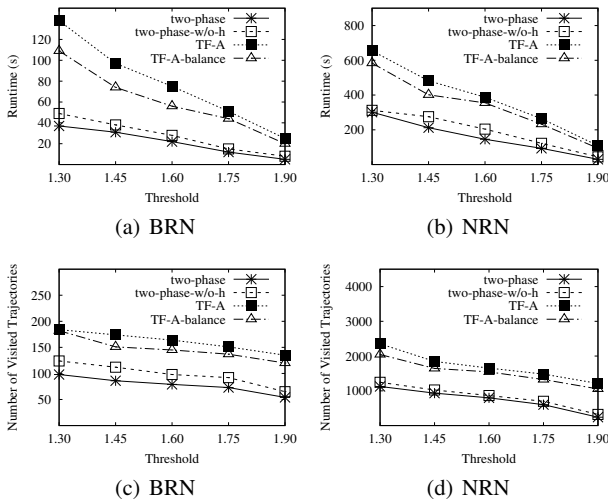 two-phase
two-phase-w/o-h
TF-A
TF-A-balance
Runtime (s)
120
100
80
60
40
20
1.30 1.45 1.60 1.75 1.90
Threshold
(a) BRN
two-phase
two-phase-w/o-h
TF-A
TF-A-balance
Runtime (s)
800
600
400
200
1.30 1.45 1.60 1.75 1.90
Threshold
(b) NRN
two-phase
two-phase-w/o-h
TF-A
TF-A-balance
Number of Visited Trajectories
250
200
150
100
50
1.30 1.45 1.60 1.75 1.90
Threshold
(c) BRN
two-phase
two-phase-w/o-h
TF-A
TF-A-balance
Number of Visited Trajectories
4000
3000
2000
1000
1.30 1.45 1.60 1.75 1.90
Threshold
(d) NRN